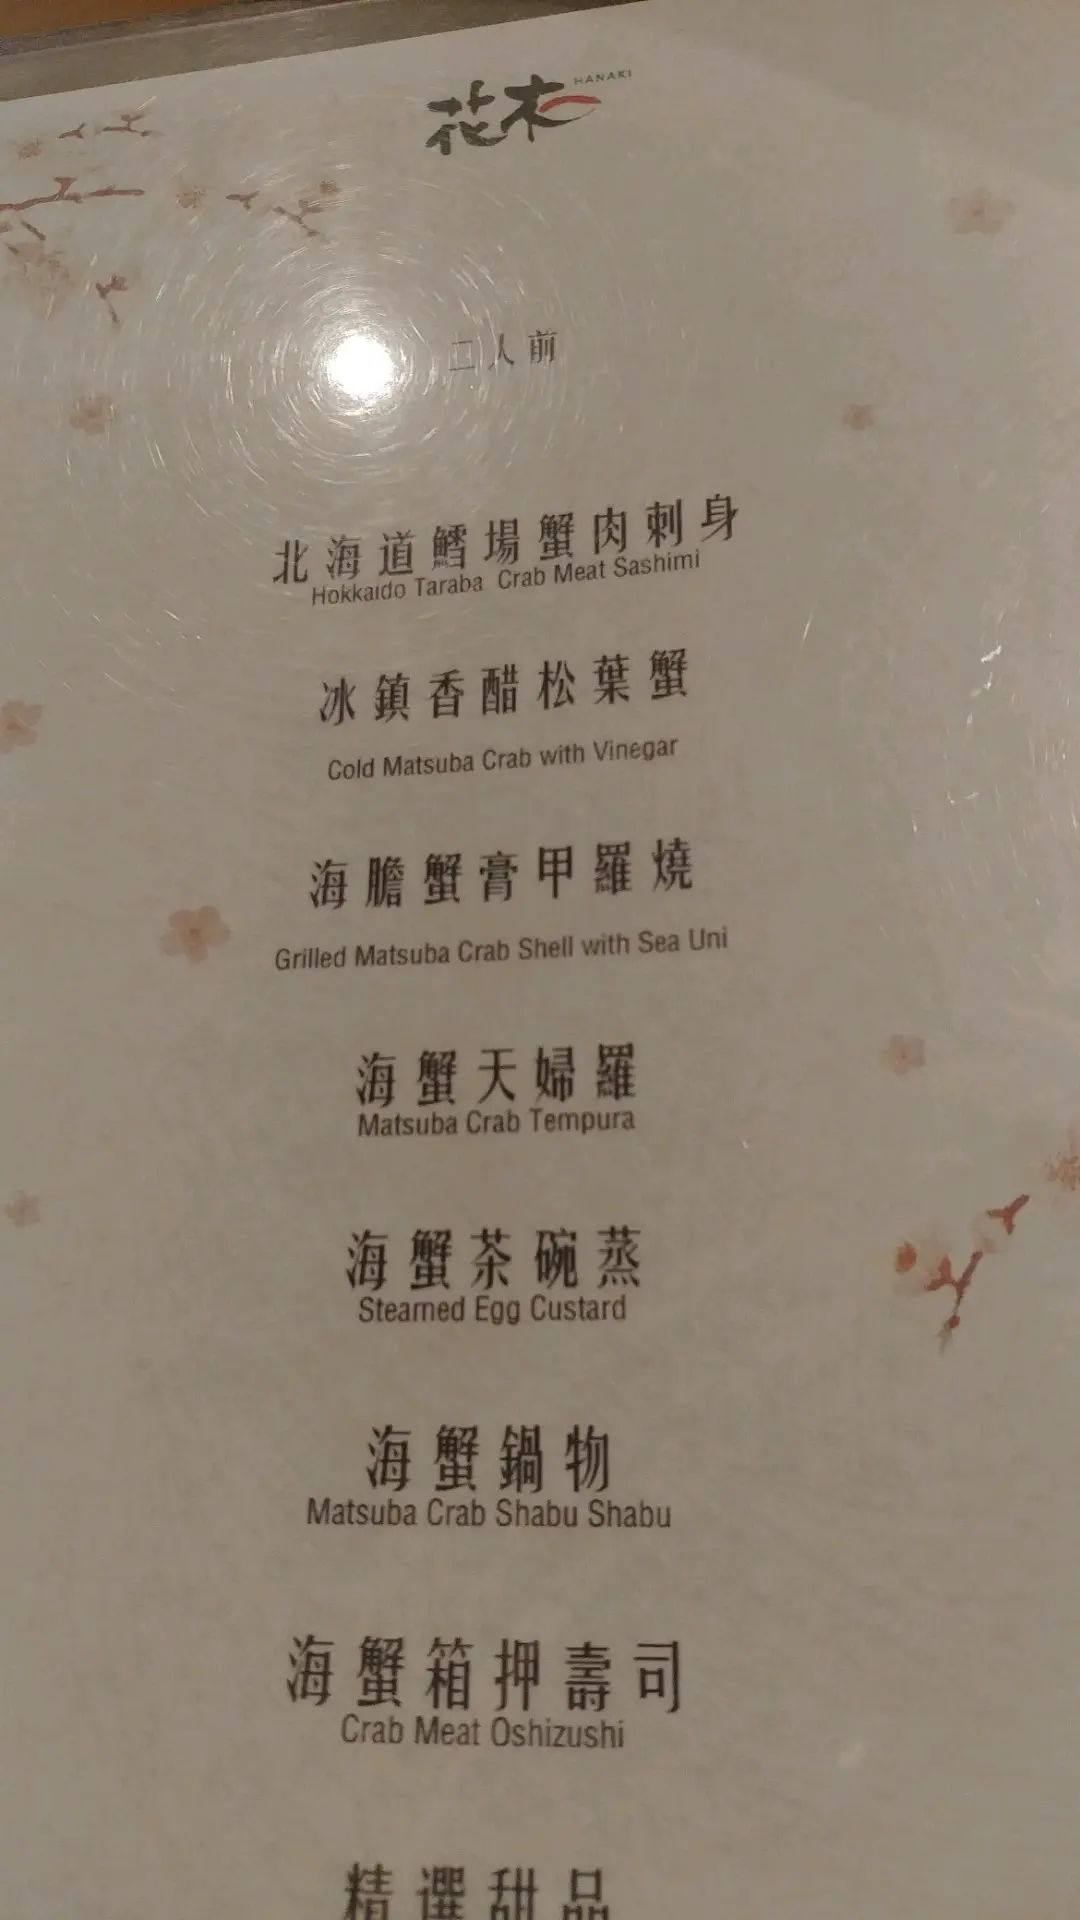 花木 HANAKI
二人前
北海道鱈場蟹肉刺身
Hokkaido Taraba Crab Meat Sashimi
冰鎮香醋松葉蟹
Cold Matsuba Crab with Vinegar
海膽蟹膏甲羅燒
Grilled Matsuba Crab Shell with Sea Uni
海蟹天婦羅
Matsuba Crab Tempura
海蟹茶碗蒸
Steamed Egg Custard
海蟹鍋物
Matsuba Crab Shabu Shabu
海蟹箱押壽司
Crab Meat Oshizushi
精選甜品